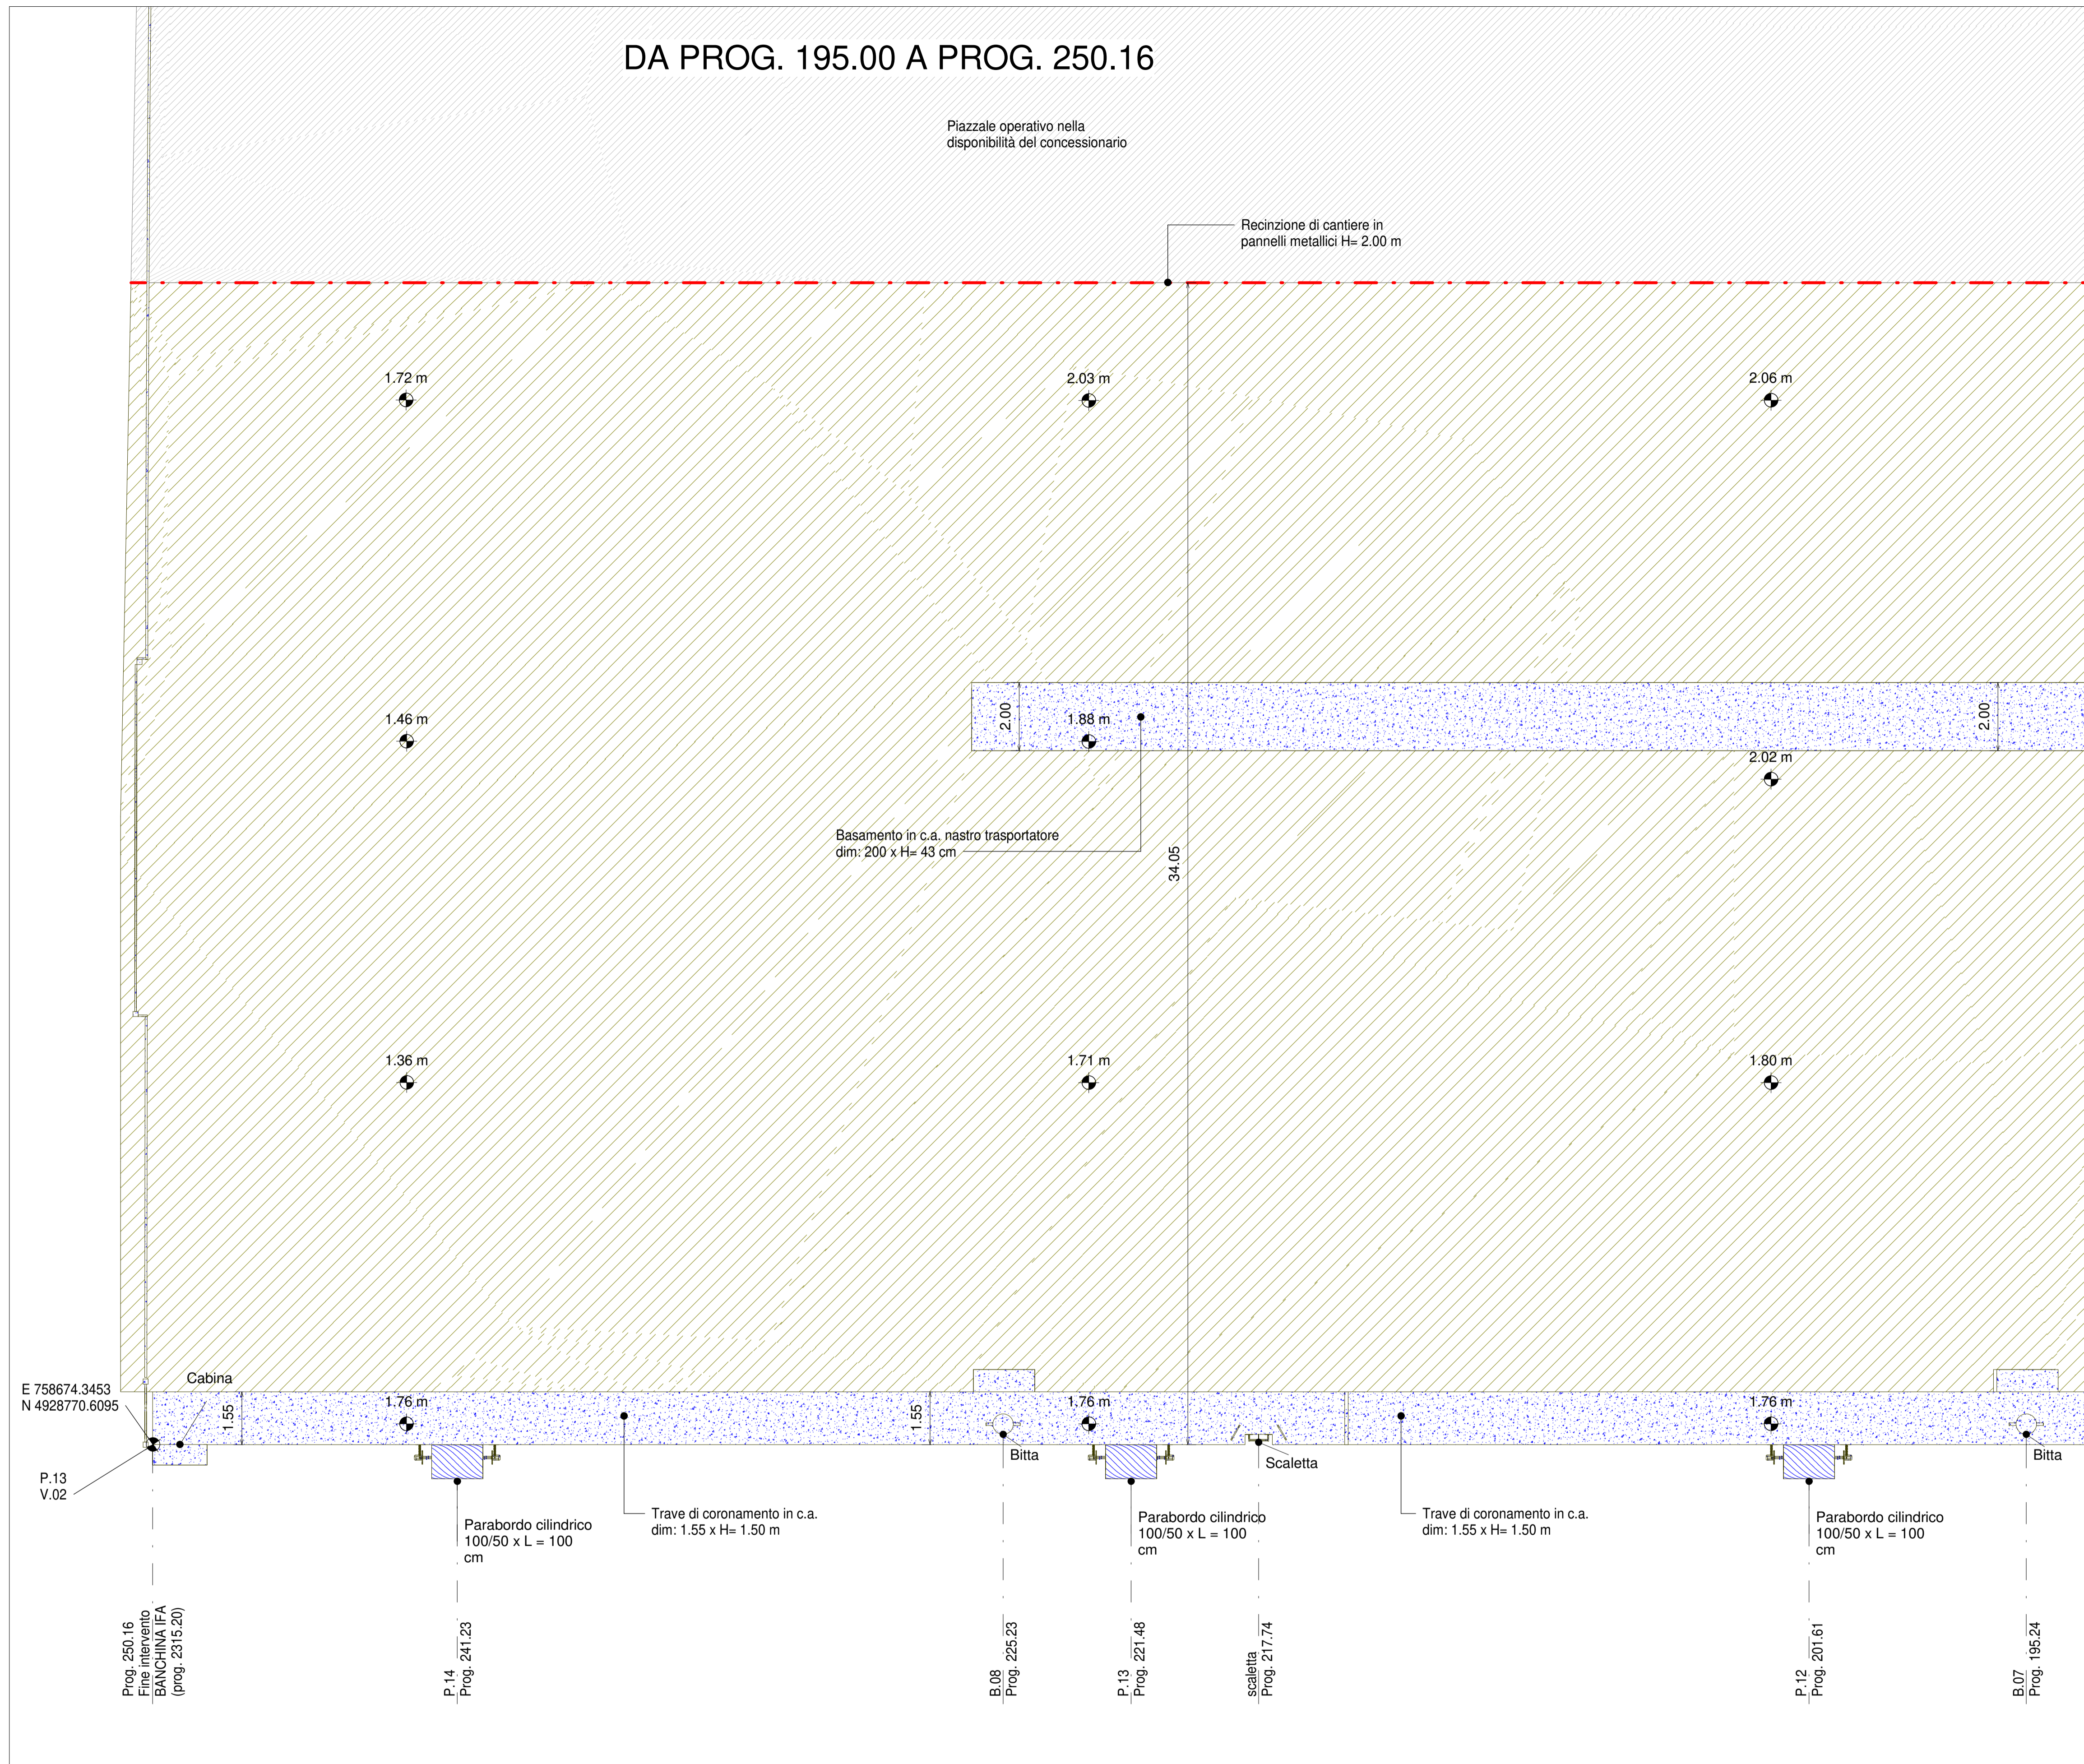 DA PROG. 195.00 A PROG. 250.16
Piazzale operativo nella
disponibilità del concessionario
Recinzione di cantiere in
pannelli metallici H= 2.00 m
1.72 m
2.03 m
2.06 m
2.00
1.46 m
1.88 m
2.00
2.02 m
Basamento in c.a. nastro trasportatore
dim: 200 x H= 43 cm
34.05
1.36 m
1.71 m
1.80 m
Cabina
E 758674.3453
N 4928770.6095
1.55
1.76 m
1.55
1.76 m
1.76 m
Bitta
Scaletta
Bitta
P.13
V.02
Parabordo cilindrico
100/50 x L = 100
cm
Trave di coronamento in c.a.
dim: 1.55 x H= 1.50 m
Parabordo cilindrico
100/50 x L = 100
cm
Trave di coronamento in c.a.
dim: 1.55 x H= 1.50 m
Parabordo cilindrico
100/50 x L = 100
cm
Prog. 250.16
Fine intervento
BANCHINA IFA
(prog. 2315.20)
P.14
Prog. 241.23
B.08
Prog. 225.23
P.13
Prog. 221.48
scaletta
Prog. 217.74
P.12
Prog. 201.61
B.07
Prog. 195.24